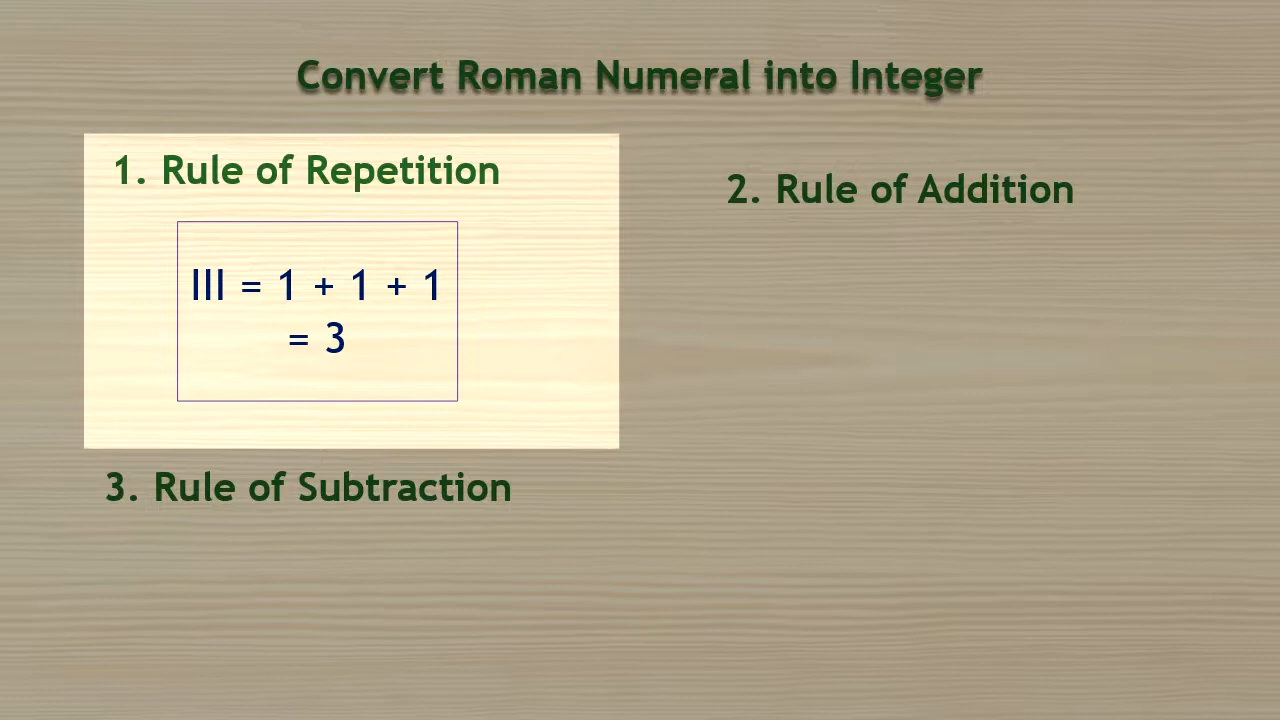 Convert Roman Numeral into Integer
1. Rule of Repetition
III = 1 + 1 + 1
= 3
2. Rule of Addition
3. Rule of Subtraction